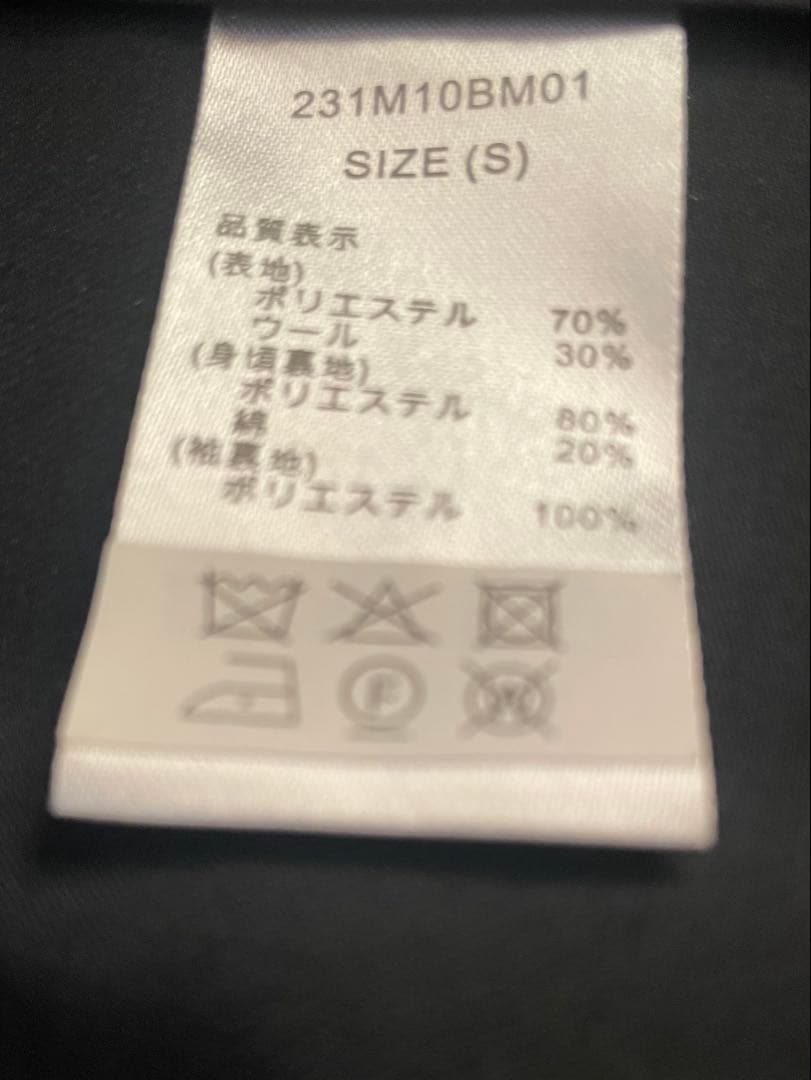 231M10BM01
SIZE (S)
品質表示
(表地)
ポリエステル 70%
ウール 30%
(身頃裏地)
ポリエステル 80%
綿 20%
(袖裏地)
ポリエステル 100%
F
W